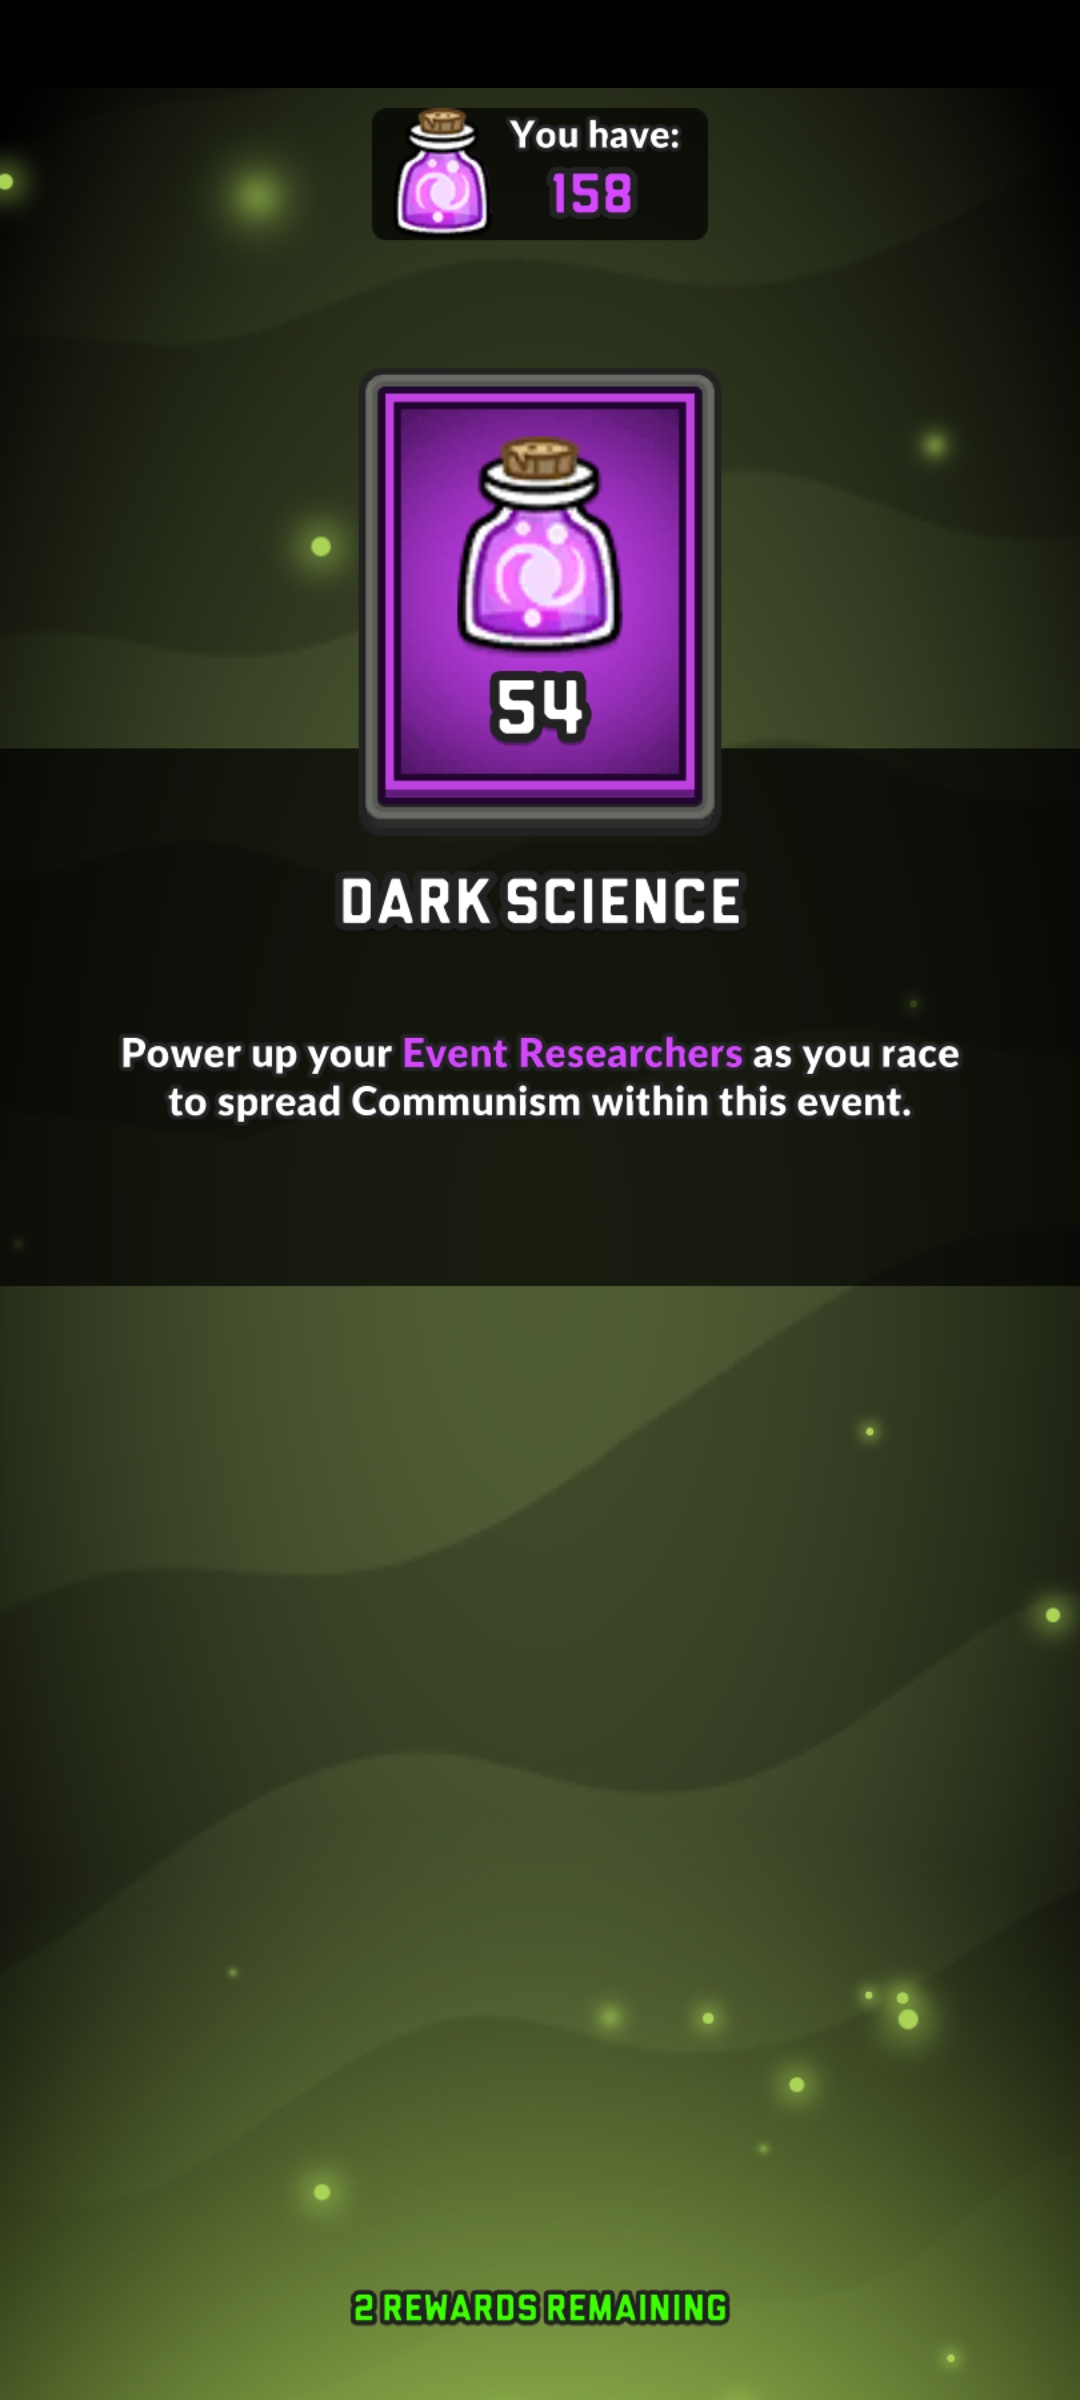 You have:
158
54
DARK SCIENCE
Power up your Event Researchers as you race
to spread Communism within this event.
2 REWARDS REMAINING